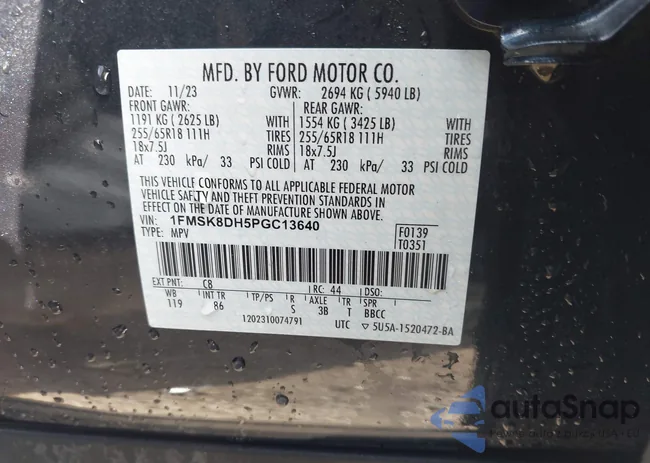 MFD. BY FORD MOTOR CO.
DATE: 11/23 GVWR: 2694 KG ( 5940 LB)
FRONT GAWR: REAR GAWR:
1191 KG ( 2625 LB) WITH 1554 KG ( 3425 LB) WITH
255/65R18 111H TIRES 255/65R18 111H TIRES
18x7.5J RIMS 18x7.5J RIMS
AT 230 kPa/ 33 PSI COLD AT 230 kPa/ 33 PSI COLD
THIS VEHICLE CONFORMS TO ALL APPLICABLE FEDERAL MOTOR
VEHICLE SAFETY AND THEFT PREVENTION STANDARDS IN
EFFECT ON THE DATE OF MANUFACTURE SHOWN ABOVE.
VIN: 1FMSK8DH5PGC13640 F0139
TYPE: MPV T0351
EXT PNT: CB RC: 44 DSO:
WB INT TR TP/PS R AXLE TR SPR
119 86 S 3B T BBCC
1202310074791 UTC ▽ 5U5A-1520472-BA
autoSnap